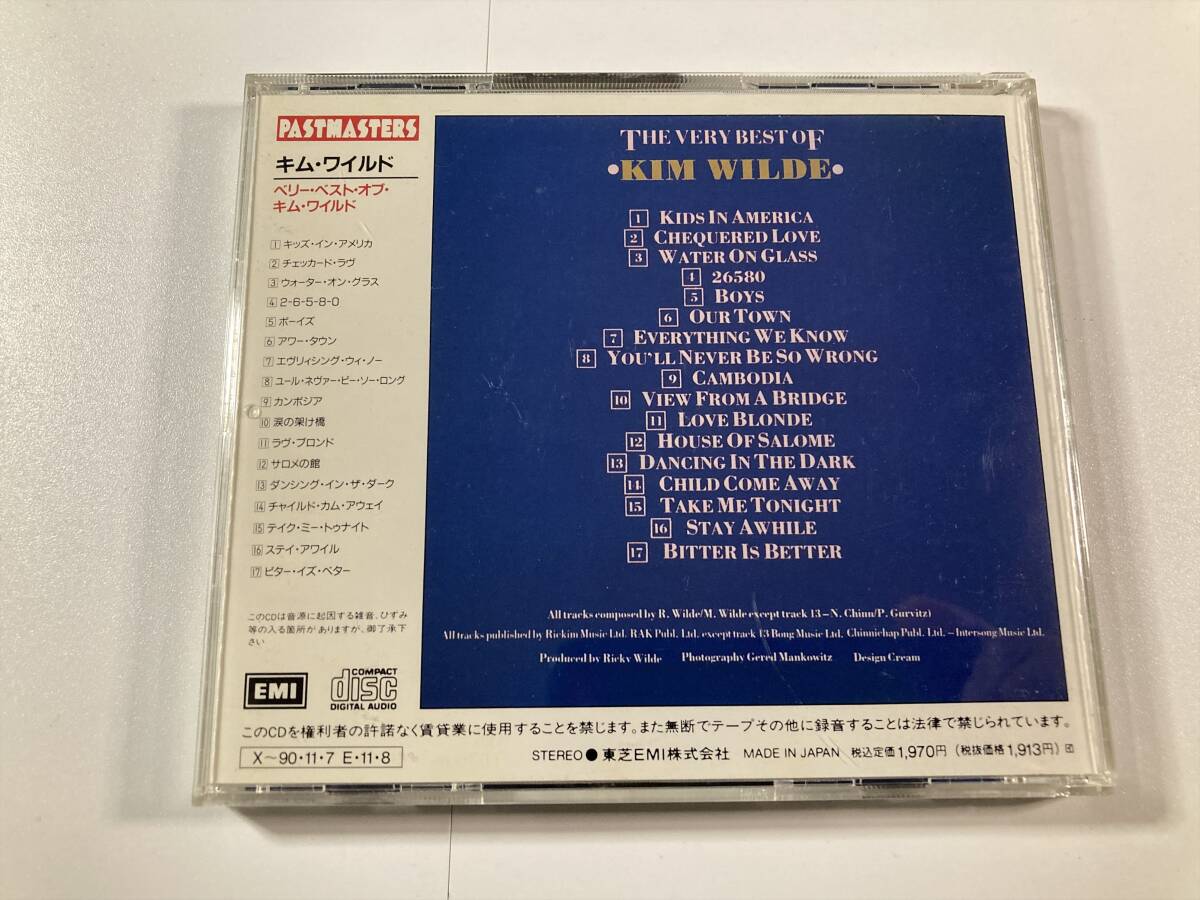 PASTMASTERS
キム・ワイルド
ベリー・ベスト・オブ・
キム・ワイルド
1 キッズ・イン・アメリカ
2 チェッカード・ラヴ
3 ウォーター・オン・グラス
4 2-6-5-8-0
5 ボーイズ
6 アワー・タウン
7 エヴリィシング・ウィ・ノー
8 ユール・ネヴァー・ビー・ソー・ロング
9 カンボジア
10 涙の架け橋
11 ラヴ・ブロンド
12 サロメの館
13 ダンシング・イン・ザ・ダーク
14 チャイルド・カム・アウェイ
15 テイク・ミー・トゥナイト
16 ステイ・アワイル
17 ビター・イズ・ベター
このCDは音源に起因する雑音、ひずみ
等の入る箇所がありますが、御了承下
さい
EMI
COMPACT
disc
DIGITAL AUDIO
THE VERY BEST OF
•KIM WILDE•
1 KIDS IN AMERICA
2 CHEQUERED LOVE
3 WATER ON GLASS
4 26580
5 BOYS
6 OUR TOWN
7 EVERYTHING WE KNOW
8 YOU'LL NEVER BE SO WRONG
9 CAMBODIA
10 VIEW FROM A BRIDGE
11 LOVE BLONDE
12 HOUSE OF SALOME
13 DANCING IN THE DARK
14 CHILD COME AWAY
15 TAKE ME TONIGHT
16 STAY AWHILE
17 BITTER IS BETTER
All tracks composed by R. Wilde/M. Wilde except track 13–N. Chinn/P. Gurvitz)
All tracks published by Rickim Music Ltd. RAK Publ. Ltd. except track 13 Bong Music Ltd. Chinnichap Publ. Ltd. – Intersong Music Ltd.
Produced by Ricky Wilde Photography Gered Mankowitz Design Cream
このCDを権利者の許諾なく賃貸業に使用することを禁じます。また無断でテープその他に録音することは法律で禁じられています。
X〜90・11・7 E・11・8
STEREO ● 東芝EMI株式会社 MADE IN JAPAN 税込定価1,970円 (税抜価格1,913円) 団